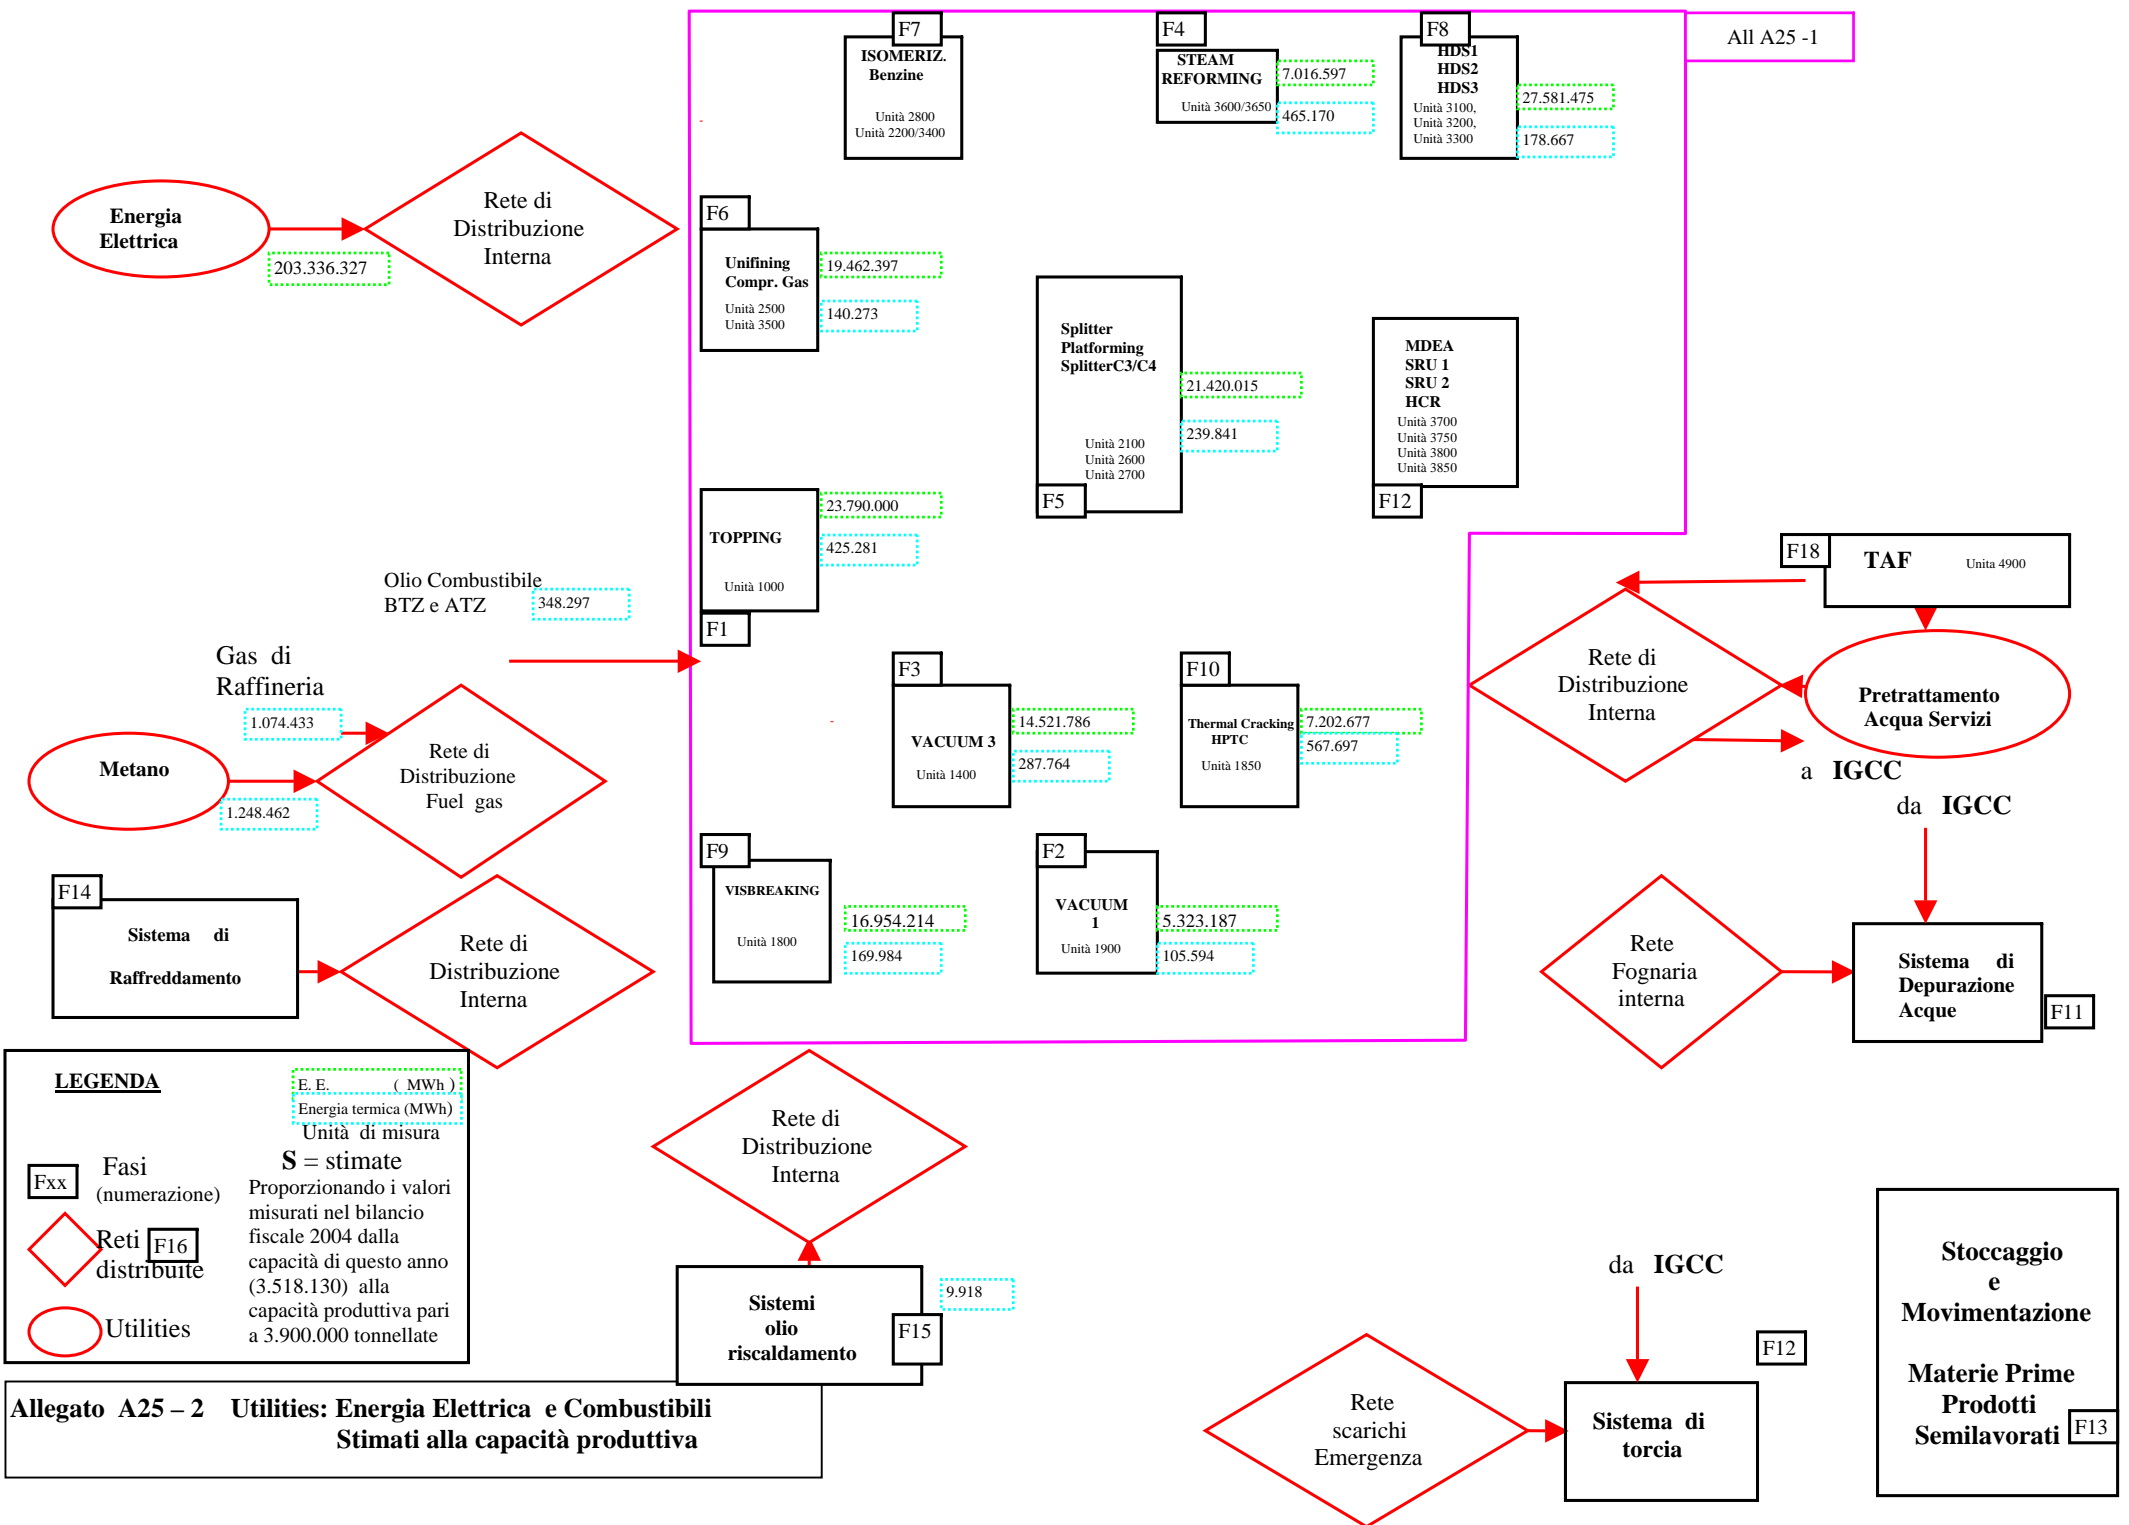 F7
ISOMERIZ.
Benzine
Unità 2800
Unità 2200/3400
F4
STEAM
REFORMING
Unità 3600/3650
7.016.597
465.170
F8
HDS1
HDS2
HDS3
Unità 3100,
Unità 3200,
Unità 3300
27.581.475
178.667
All A25 -1
Energia
Elettrica
203.336.327
Rete di
Distribuzione
Interna
F6
Unifining
Compr. Gas
Unità 2500
Unità 3500
19.462.397
140.273
Splitter
Platforming
SplitterC3/C4
Unità 2100
Unità 2600
Unità 2700
F5
21.420.015
239.841
MDEA
SRU 1
SRU 2
HCR
Unità 3700
Unità 3750
Unità 3800
Unità 3850
F12
TOPPING
Unità 1000
F1
23.790.000
425.281
Olio Combustibile
BTZ e ATZ
348.297
Gas di
Raffineria
1.074.433
Metano
1.248.462
Rete di
Distribuzione
Fuel gas
F3
VACUUM 3
Unità 1400
14.521.786
287.764
F10
Thermal Cracking
HPTC
Unità 1850
7.202.677
567.697
F18
TAF Unita 4900
Rete di
Distribuzione
Interna
Pretrattamento
Acqua Servizi
a IGCC
da IGCC
F9
VISBREAKING
Unità 1800
16.954.214
169.984
F2
VACUUM
1
Unità 1900
5.323.187
105.594
F14
Sistema di
Raffreddamento
Rete di
Distribuzione
Interna
Rete
Fognaria
interna
Sistema di
Depurazione
Acque
F11
LEGENDA
E. E. ( MWh )
Energia termica (MWh)
Unità di misura
S = stimate
Proporzionando i valori
misurati nel bilancio
fiscale 2004 dalla
capacità di questo anno
(3.518.130) alla
capacità produttiva pari
a 3.900.000 tonnellate
Fxx
Fasi
(numerazione)
Reti
distribuite
F16
Utilities
Rete di
Distribuzione
Interna
Sistemi
olio
riscaldamento
F15
9.918
Allegato A25 – 2 Utilities: Energia Elettrica e Combustibili
Stimati alla capacità produttiva
da IGCC
F12
Rete
scarichi
Emergenza
Sistema di
torcia
Stoccaggio
e
Movimentazione
Materie Prime
Prodotti
Semilavorati
F13